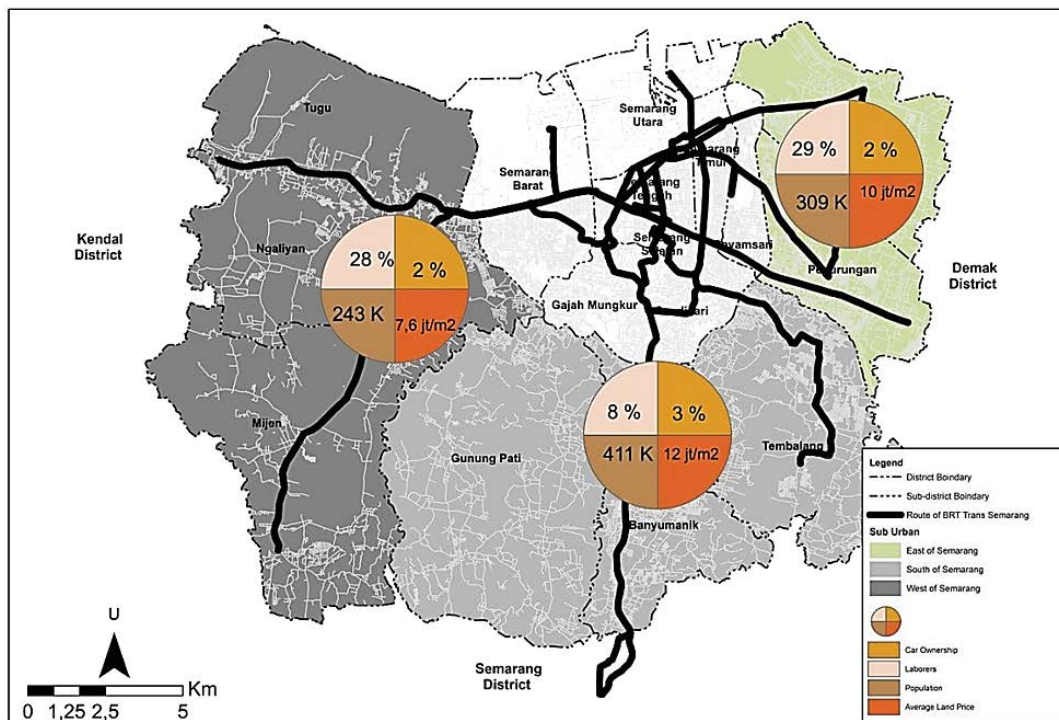 Tugu
Semarang
Utara
Semarang
Barat
Kendal
District
Ngaliyan
Gajah Mungkur
Demak
District
29 %
2 %
309 K
10 jt/m2
28 %
2 %
243 K
7,6 jt/m2
8 %
3 %
411 K
12 jt/m2
Mijen
Gunung Pati
Tembalang
Banyumanik
Semarang
District
U
0 1,25 2,5 5 Km
Legend
District Bondary
Sub-district Boundary
Route of BRT Trans Semarang
Sub Urban
East of Semarang
South of Semarang
West of Semarang
Car Ownership
Laborers
Population
Average Land Price